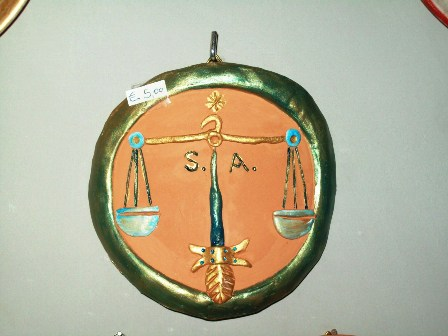 € 5,00
S. A.